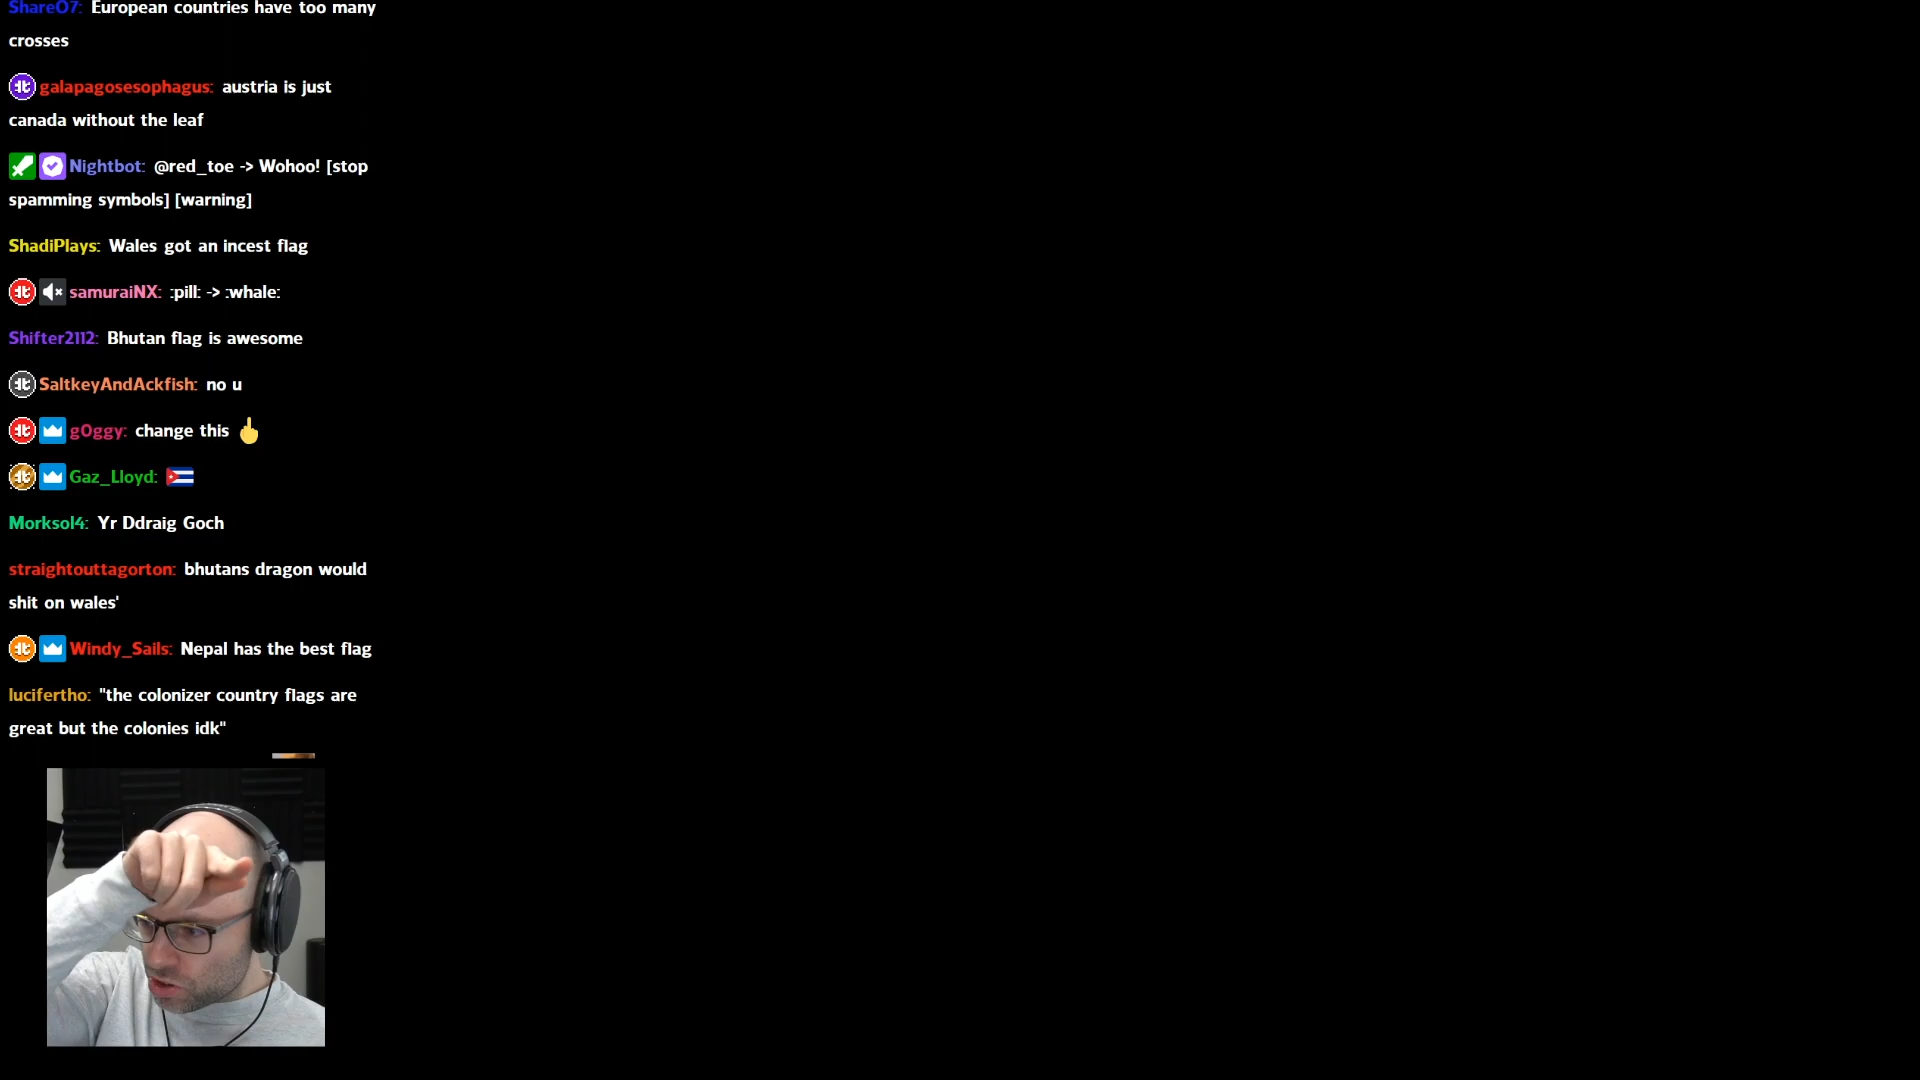 ShareO7: European countries have too many
crosses
galapagosesophagus: austria is just
canada without the leaf
Nightbot: @red_toe -> Wohoo! [stop
spamming symbols] [warning]
ShadiPlays: Wales got an incest flag
samuraiNX: :pill: -> :whale:
Shifter2112: Bhutan flag is awesome
SaltkeyAndAckfish: no u
g0ggy: change this 🖕
Gaz_Lloyd: 🇨🇺
Morksol4: Yr Ddraig Goch
straightouttagorton: bhutans dragon would
shit on wales'
Windy_Sails: Nepal has the best flag
lucifertho: "the colonizer country flags are
great but the colonies idk"